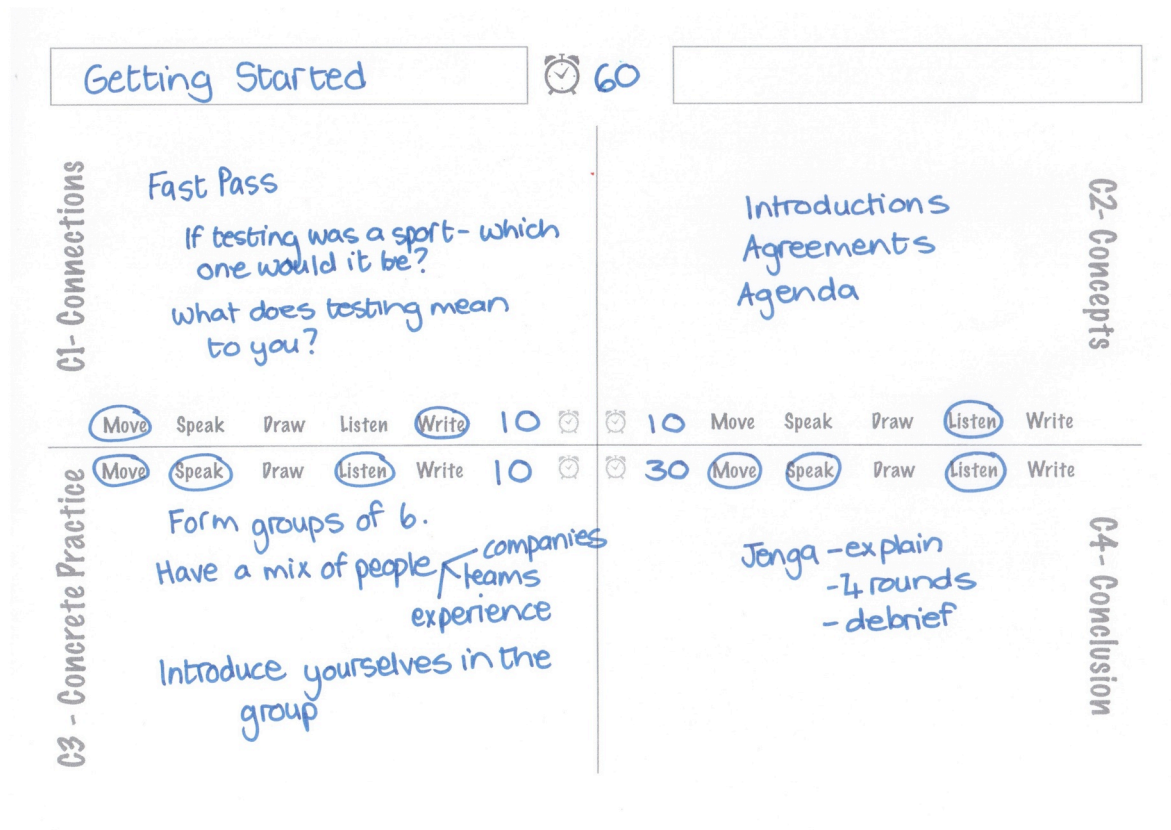 Getting Started
60
C1- Connections
Fast Pass
If testing was a sport- which
one would it be?
what does testing mean
to you?
Move Speak Draw Listen Write 10
C2- Concepts
Introductions
Agreements
Agenda
10 Move Speak Draw Listen Write
C3 - Concrete Practice
Move Speak Draw Listen Write 10
Form groups of 6.
Have a mix of people
companies
teams
experience
Introduce yourselves in the
group
30 Move Speak Draw Listen Write
C4- Conclusion
Jenga -explain
-4 rounds
- debrief